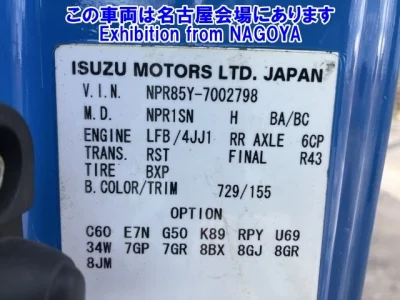 この車両は名古屋会場にあります
Exhibition from NAGOYA
ISUZU MOTORS LTD. JAPAN
V.I.N. NPR85Y-7002798
M.D. NPR1SN H BA/BC
ENGINE LFB/4JJ1 RR AXLE 6CP
TRANS. RST FINAL R43
TIRE BXP
B.COLOR/TRIM 729/155
OPTION
C60 E7N G50 K89 RPY U69
34W 7GP 7GR 8BX 8GJ 8GR
8JM